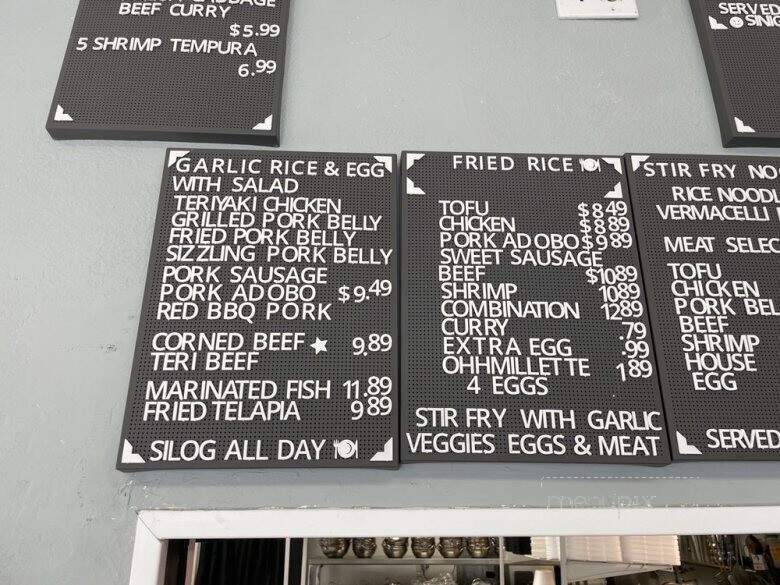 BEEF CURRY
$5.99
5 SHRIMP TEMPURA
6.99
SERVED
GARLIC RICE & EGG
WITH SALAD
TERIYAKI CHICKEN
GRILLED PORK BELLY
FRIED PORK BELLY
SIZZLING PORK BELLY
PORK SAUSAGE
PORK ADOBO $9.49
RED BBQ PORK
CORNED BEEF 9.89
TERI BEEF
MARINATED FISH 11.89
FRIED TELAPIA 9.89
SILOG ALL DAY
FRIED RICE
TOFU $8.49
CHICKEN $8.89
PORK ADOBO $9.89
SWEET SAUSAGE
BEEF $10.89
SHRIMP 10.89
COMBINATION 12.89
CURRY .79
EXTRA EGG .99
OHHMILLETTE 1.89
4 EGGS
STIR FRY WITH GARLIC
VEGGIES EGGS & MEAT
STIR FRY NO
RICE NOODL
VERMACELLI
MEAT SELEC
TOFU
CHICKEN
PORK BEL
BEEF
SHRIMP
HOUSE
EGG
SERVED